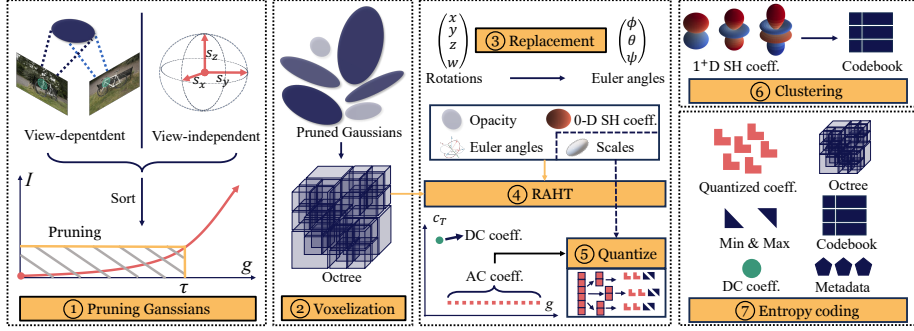 View-depentdent
View-independent
s_z
s_x
s_y
Sort
I
Pruning
g
τ
① Pruning Ganssians
Pruned Gaussians
Octree
② Voxelization
x
y
z
w
Rotations
③ Replacement
ϕ
θ
ψ
Euler angles
Opacity
0-D SH coeff.
Euler angles
Scales
④ RAHT
c_T
DC coeff.
AC coeff.
g
⑤ Quantize
1⁺D SH coeff.
Codebook
⑥ Clustering
Quantized coeff.
Octree
Min & Max
Codebook
DC coeff.
Metadata
⑦ Entropy coding